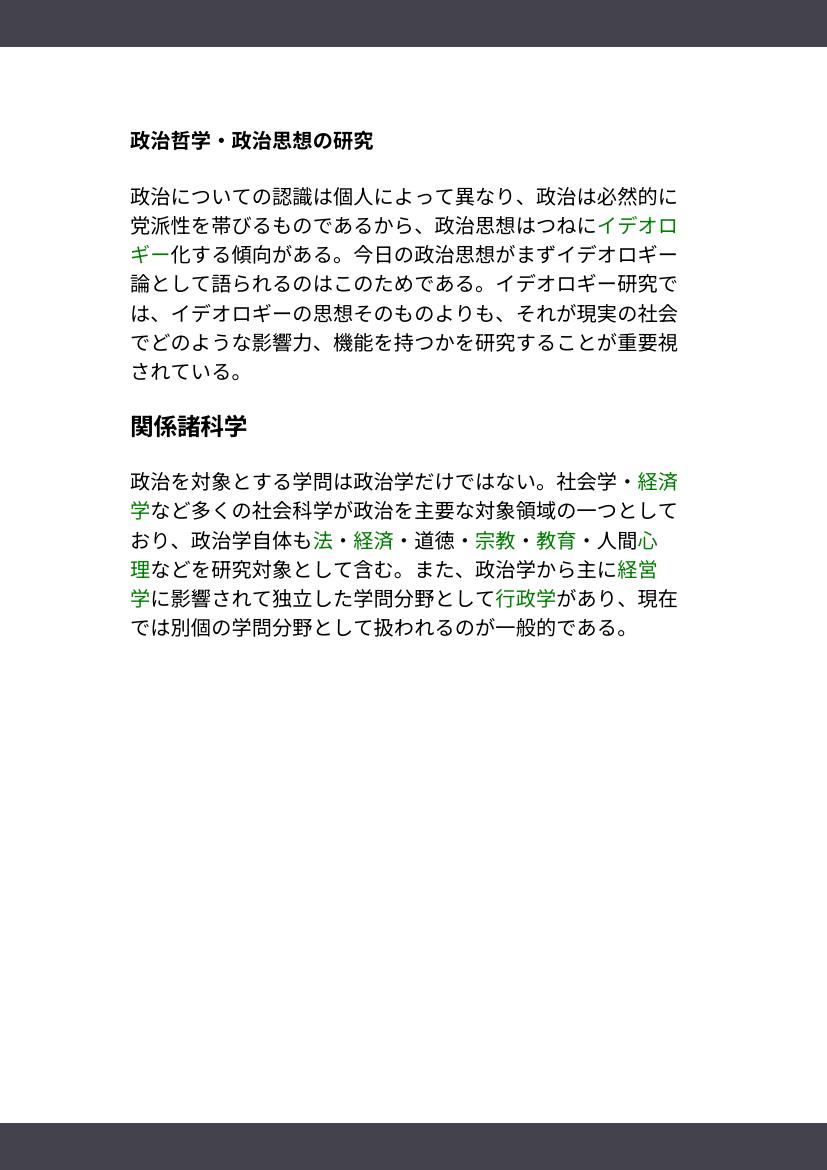 政治哲学・政治思想の研究
政治についての認識は個人によって異なり、政治は必然的に
党派性を帯びるものであるから、政治思想はつねにイデオロ
ギー化する傾向がある。今日の政治思想がまずイデオロギー
論として語られるのはこのためである。イデオロギー研究で
は、イデオロギーの思想そのものよりも、それが現実の社会
でどのような影響力、機能を持つかを研究することが重要視
されている。
関係諸科学
政治を対象とする学問は政治学だけではない。社会学・経済
学など多くの社会科学が政治を主要な対象領域の一つとして
おり、政治学自体も法・経済・道徳・宗教・教育・人間心
理などを研究対象として含む。また、政治学から主に経営
学に影響されて独立した学問分野として行政学があり、現在
では別個の学問分野として扱われるのが一般的である。